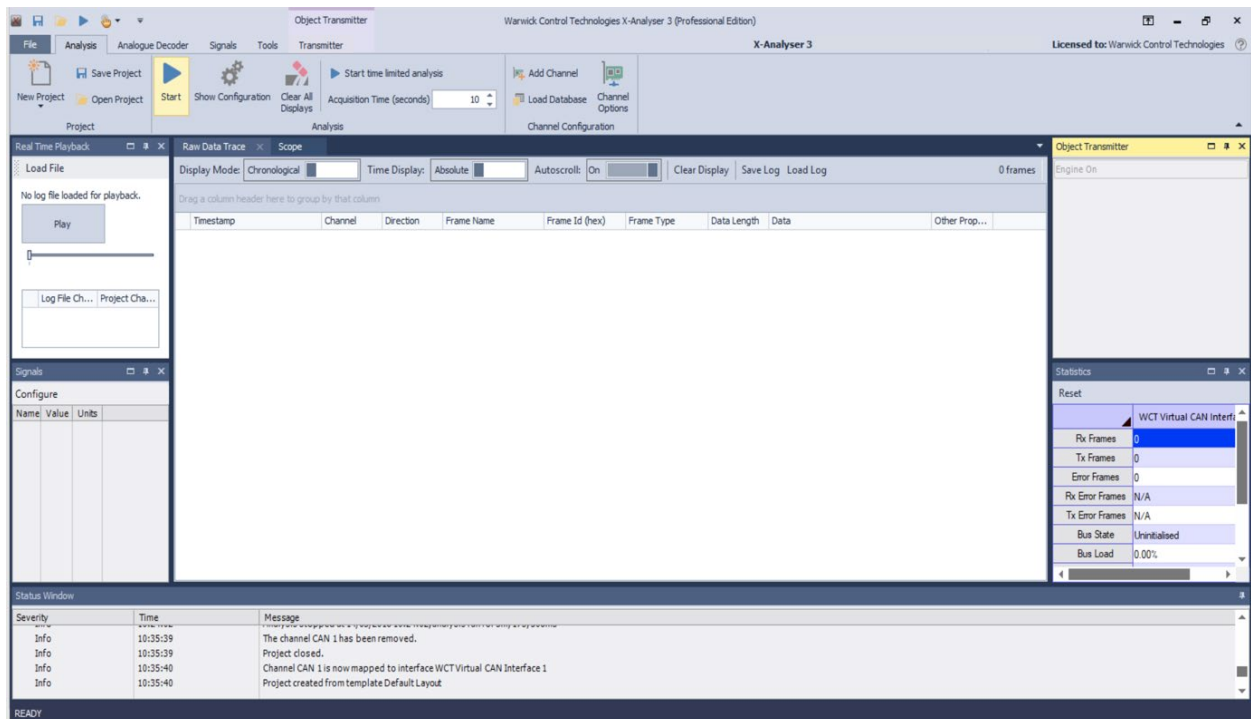 Object Transmitter
Warwick Control Technologies X-Analyser 3 (Professional Edition)
File Analysis Analogue Decoder Signals Tools Transmitter
X-Analyser 3
Licensed to: Warwick Control Technologies
New Project
Save Project
Open Project
Project
Start
Show Configuration
Clear All Displays
Start time limited analysis
Acquisition Time (seconds) 10
Analysis
Add Channel
Load Database
Channel Options
Channel Configuration
Real Time Playback
Load File
No log file loaded for playback.
Play
Log File Ch... Project Cha...
Raw Data Trace Scope
Display Mode: Chronological Time Display: Absolute Autoscroll: On Clear Display Save Log Load Log 0 frames
Drag a column header here to group by that column
Timestamp Channel Direction Frame Name Frame Id (hex) Frame Type Data Length Data Other Prop...
Object Transmitter
Engine On
Signals
Configure
Name Value Units
Statistics
Reset
WCT Virtual CAN Interf
Rx Frames 0
Tx Frames 0
Error Frames 0
Rx Error Frames N/A
Tx Error Frames N/A
Bus State Uninitialised
Bus Load 0.00%
Status Window
Severity Time Message
Info 10:35:39 The channel CAN 1 has been removed.
Info 10:35:39 Project closed.
Info 10:35:40 Channel CAN 1 is now mapped to interface WCT Virtual CAN Interface 1
Info 10:35:40 Project created from template Default Layout
READY